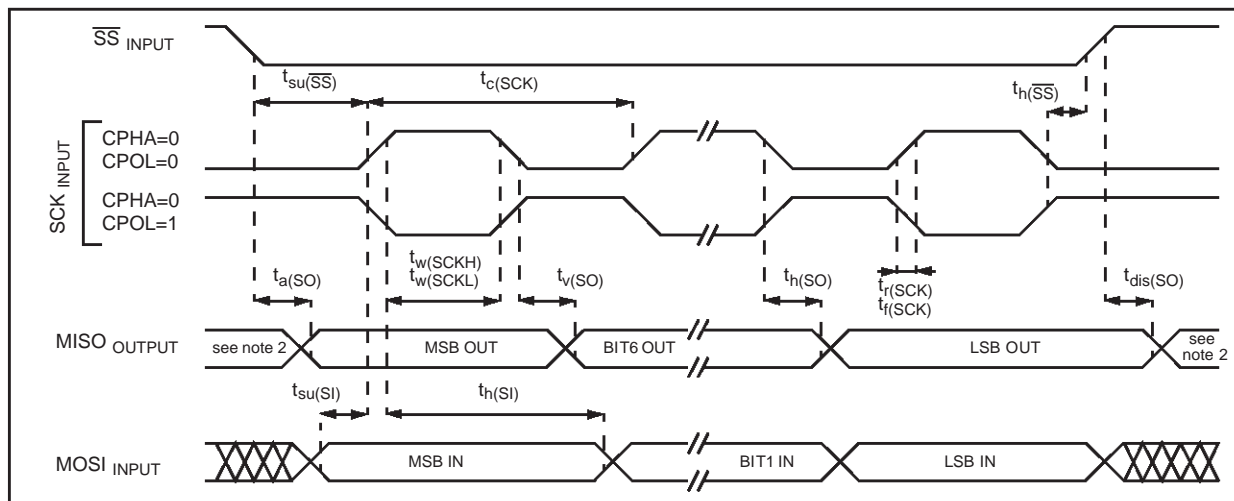 SS INPUT
tsu(SS)
tc(SCK)
th(SS)
SCK INPUT
CPHA=0
CPOL=0
CPHA=0
CPOL=1
ta(SO)
tw(SCKH)
tw(SCKL)
tv(SO)
th(SO)
tr(SCK)
tf(SCK)
tdis(SO)
MISO OUTPUT
see note 2
MSB OUT
BIT6 OUT
LSB OUT
see
note 2
tsu(SI)
th(SI)
MOSI INPUT
MSB IN
BIT1 IN
LSB IN